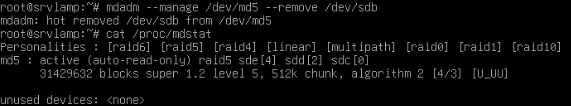 root@srvlamp:~# mdadm --manage /dev/md5 --remove /dev/sdb
mdadm: hot removed /dev/sdb from /dev/md5
root@srvlamp:~# cat /proc/mdstat
Personalities : [raid6] [raid5] [raid4] [linear] [multipath] [raid0] [raid1] [raid10]
md5 : active (auto-read-only) raid5 sde[4] sdd[2] sdc[0]
31429632 blocks super 1.2 level 5, 512k chunk, algorithm 2 [4/3] [U_UU]
unused devices: <none>